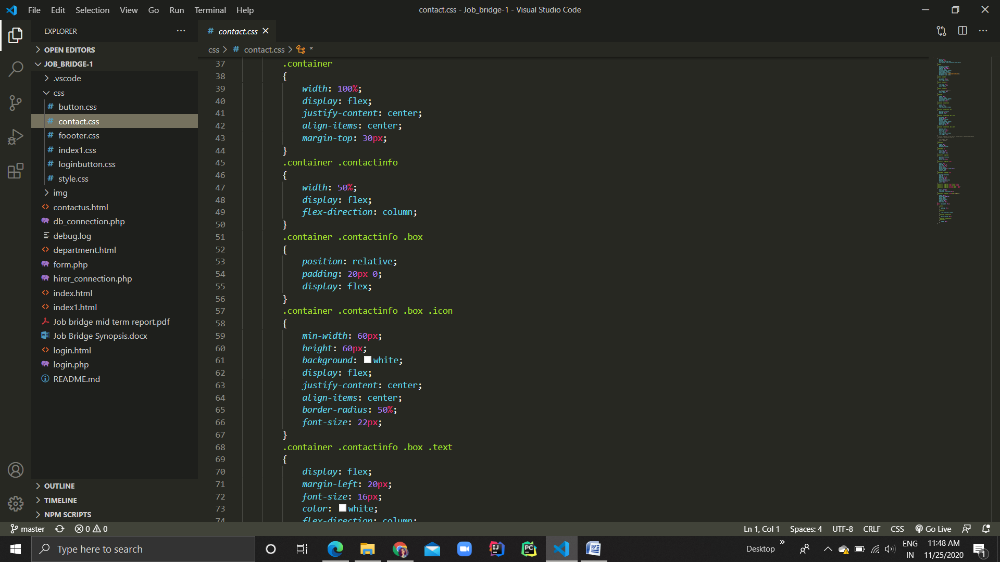 File Edit Selection View Go Run Terminal Help
contact.css - Job_bridge-1 - Visual Studio Code
EXPLORER
OPEN EDITORS
JOB_BRIDGE-1
.vscode
css
# button.css
# contact.css
# foooter.css
# index1.css
# loginbutton.css
# style.css
img
contactus.html
db_connection.php
debug.log
department.html
form.php
hirer_connection.php
index.html
index1.html
Job bridge mid term report.pdf
Job Bridge Synopsis.docx
login.html
login.php
README.md
OUTLINE
TIMELINE
NPM SCRIPTS
# contact.css
css > # contact.css > *
37 .container
38 {
39 width: 100%;
40 display: flex;
41 justify-content: center;
42 align-items: center;
43 margin-top: 30px;
44 }
45 .container .contactinfo
46 {
47 width: 50%;
48 display: flex;
49 flex-direction: column;
50 }
51 .container .contactinfo .box
52 {
53 position: relative;
54 padding: 20px 0;
55 display: flex;
56 }
57 .container .contactinfo .box .icon
58 {
59 min-width: 60px;
60 height: 60px;
61 background: white;
62 display: flex;
63 justify-content: center;
64 align-items: center;
65 border-radius: 50%;
66 font-size: 22px;
67 }
68 .container .contactinfo .box .text
69 {
70 display: flex;
71 margin-left: 20px;
72 font-size: 16px;
73 color: white;
74 flex-direction: column;
master 0 0
Ln 1, Col 1 Spaces: 4 UTF-8 CRLF CSS Go Live
Type here to search
Desktop
ENG
IN
11:48 AM
11/25/2020
1